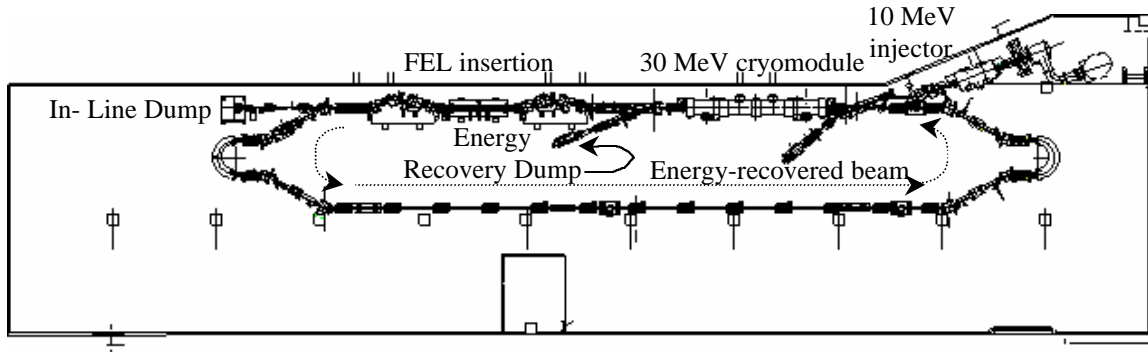 10 MeV
injector
FEL insertion
30 MeV cryomodule
In- Line Dump
Energy
Recovery Dump
Energy-recovered beam